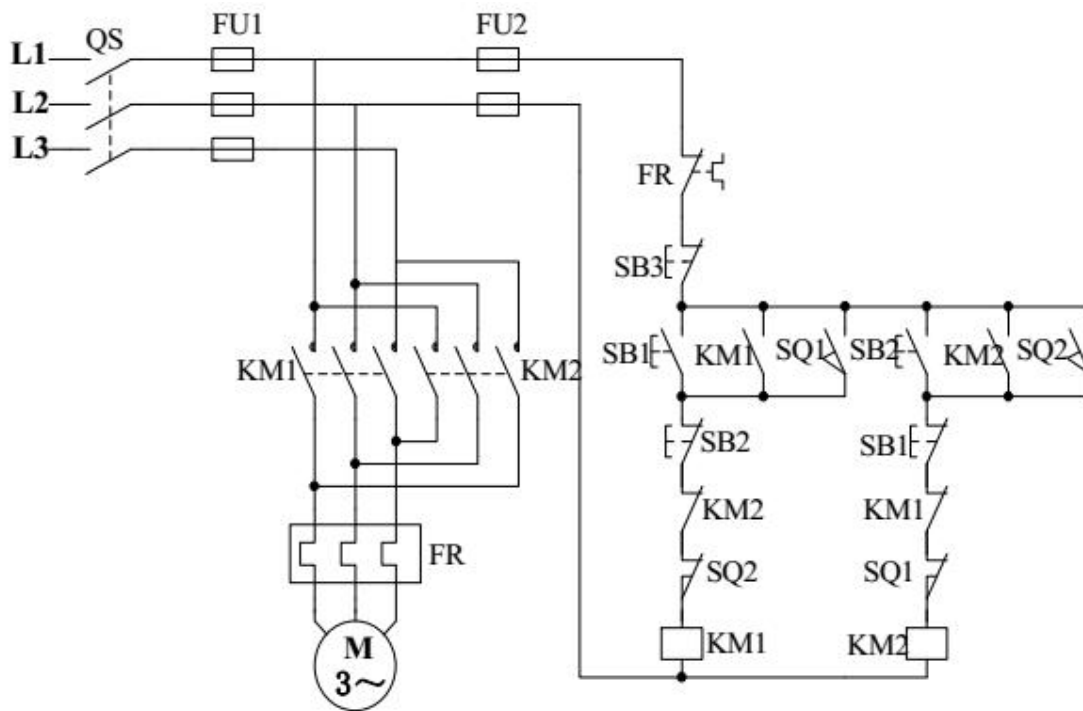 QS FU1 FU2
L1
L2
L3
FR
SB3
SB1 KM1 SQ1 SB2 KM2 SQ2
KM1 KM2
SB2 SB1
KM2 KM1
FR
SQ2 SQ1
KM1 KM2
M
3~